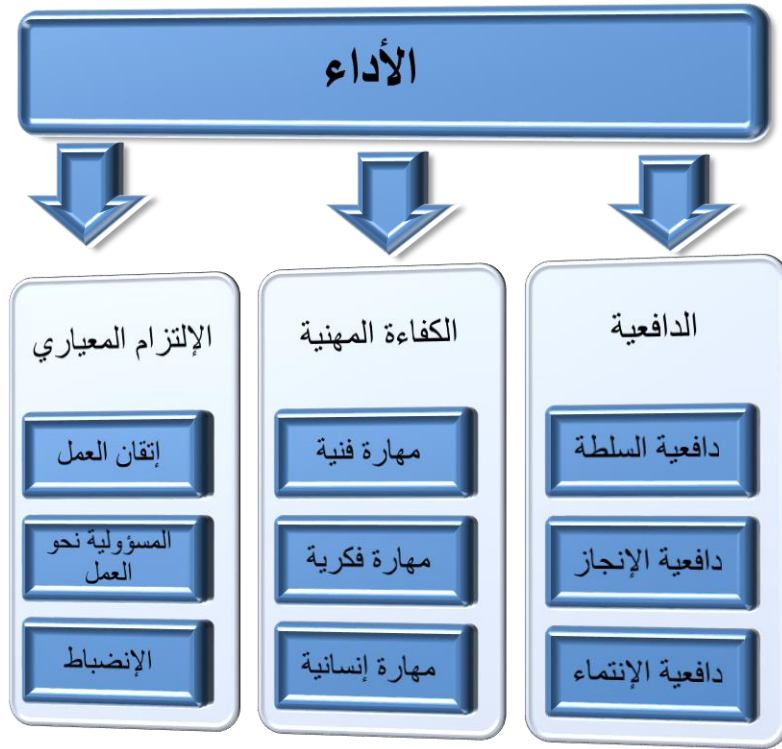 الأداء
الدافعية
دافعية السلطة
دافعية الإنجاز
دافعية الإنتماء
الكفاءة المهنية
مهارة فنية
مهارة فكرية
مهارة إنسانية
الإلتزام المعياري
إتقان العمل
المسؤولية نحو
العمل
الإنضباط